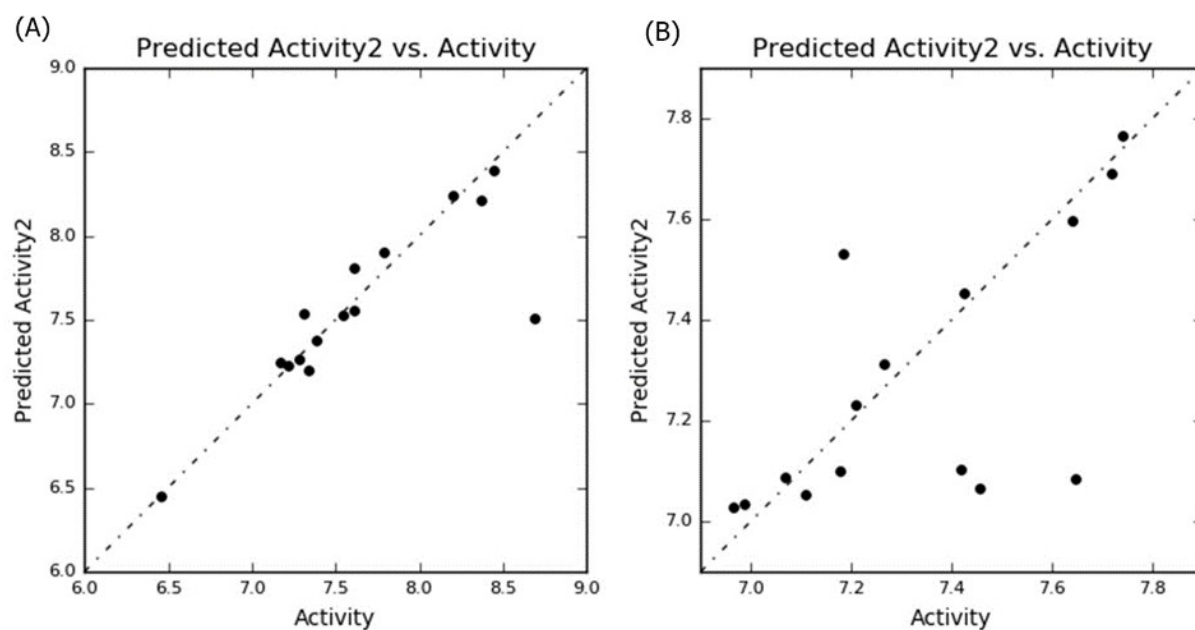 (A)
Predicted Activity2 vs. Activity
9.0
8.5
8.0
7.5
7.0
6.5
6.0
Predicted Activity2
6.0 6.5 7.0 7.5 8.0 8.5 9.0
Activity
(B)
Predicted Activity2 vs. Activity
7.8
7.6
7.4
7.2
7.0
Predicted Activity2
7.0 7.2 7.4 7.6 7.8
Activity